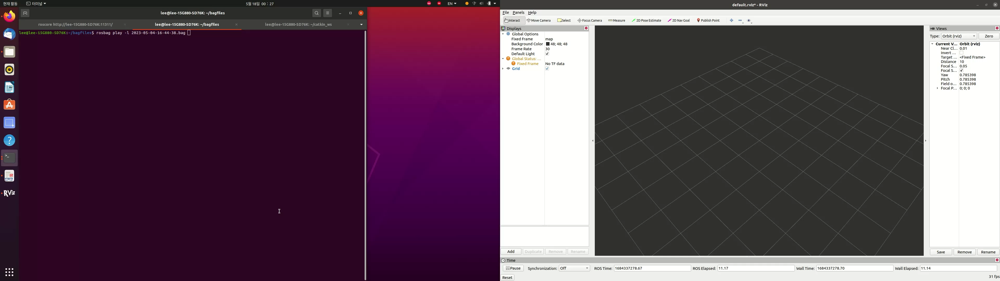 현재 활동
터미널
5월 18일 00 : 27
EN
lee@lee-15G880-SD76K: ~/bagfiles
roscore http://lee-15G880-SD76K:11311/
lee@lee-15G880-SD76K: ~/bagfiles
lee@lee-15G880-SD76K: ~/catkin_ws
lee@lee-15G880-SD76K:~/bagfiles$ rosbag play -l 2023-05-04-16-44-38.bag
RViz
default.rviz* - RViz
File Panels Help
Interact Move Camera Select Focus Camera Measure 2D Pose Estimate 2D Nav Goal Publish Point
Displays
Global Options
Fixed Frame map
Background Color 48; 48; 48
Frame Rate 30
Default Light
Global Status: ...
Fixed Frame No TF data
Grid
Add Duplicate Remove Rename
Views
Type: Orbit (rviz) Zero
Current V... Orbit (rviz)
Near Cl... 0.01
Invert ...
Target ... <Fixed Frame>
Distance 10
Focal S... 0.05
Focal S...
Yaw 0.785398
Pitch 0.785398
Field o... 0.785398
Focal P... 0; 0; 0
Save Remove Rename
Time
Pause Synchronization: Off ROS Time: 1684337278.67 ROS Elapsed: 11.17 Wall Time: 1684337278.70 Wall Elapsed: 11.14
Reset
31 fps